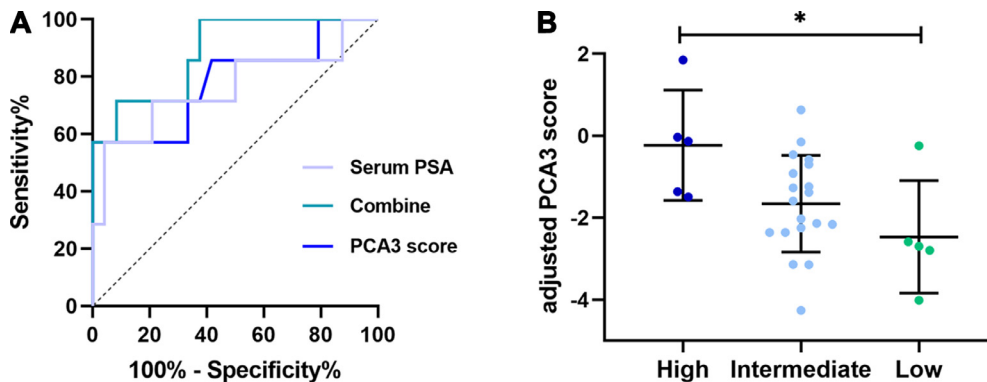 A
Sensitivity%
100
80
60
40
20
0
0 20 40 60 80 100
100% - Specificity%
Serum PSA
Combine
PCA3 score
B
*
adjusted PCA3 score
2
0
-2
-4
High Intermediate Low